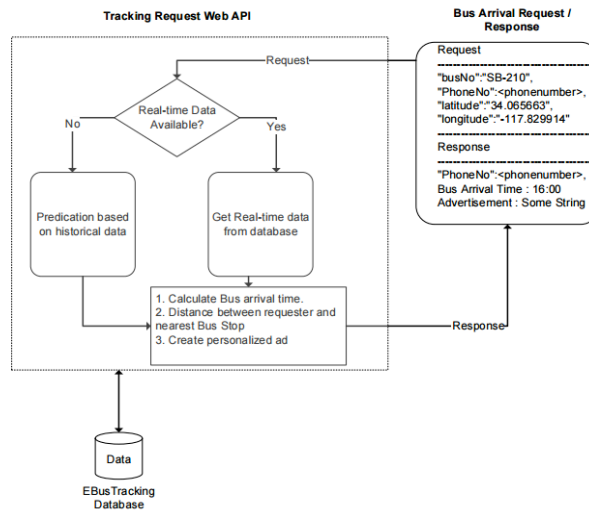 Tracking Request Web API
Bus Arrival Request /
Response
Request
Real-time Data
Available?
No
Yes
Predication based
on historical data
Get Real-time data
from database
1. Calculate Bus arrival time.
2. Distance between requester and
nearest Bus Stop
3. Create personalized ad
Response
Request
------------------------------------
"busNo":"SB-210",
"PhoneNo":<phonenumber>,
"latitude":"34.065663",
"longitude":"-117.829914"
------------------------------------
Response
------------------------------------
"PhoneNo":<phonenumber>,
Bus Arrival Time : 16:00
Advertisement : Some String
Data
EBusTracking
Database